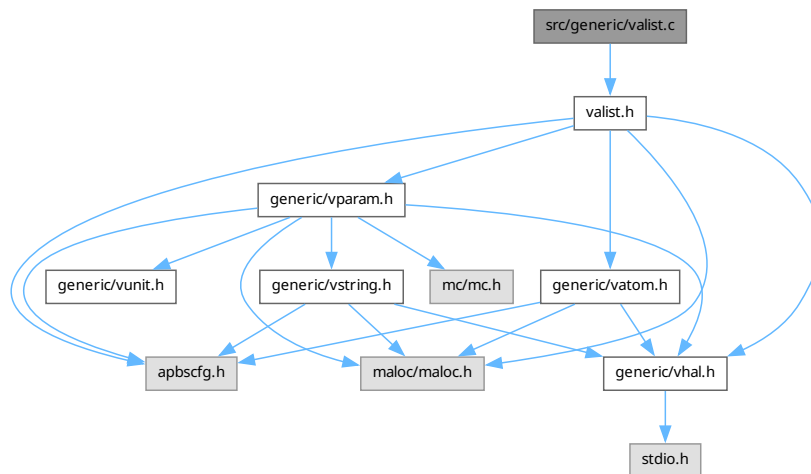 src/generic/valist.c
valist.h
generic/vparam.h
generic/vunit.h
generic/vstring.h
mc/mc.h
generic/vatom.h
apbscfg.h
maloc/maloc.h
generic/vhal.h
stdio.h